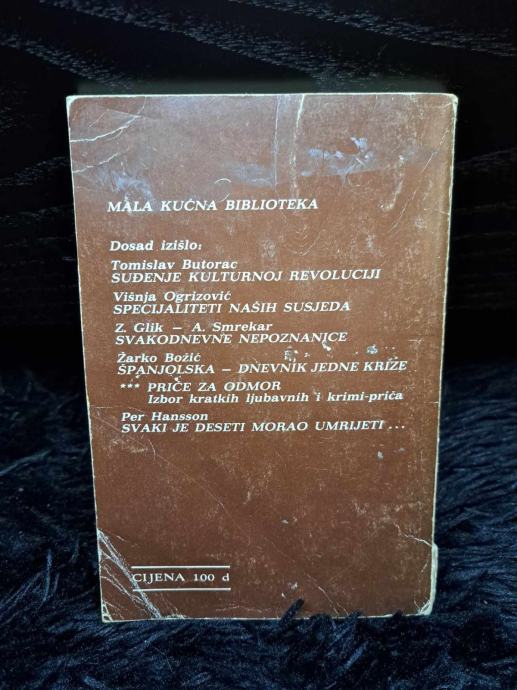 MALA KUĆNA BIBLIOTEKA
Dosad izišlo:
Tomislav Butorac
SUĐENJE KULTURNOJ REVOLUCIJI
Višnja Ogrizović
SPECIJALITETI NAŠIH SUSJEDA
Z. Glik — A. Smrekar
SVAKODNEVNE NEPOZNANICE
Žarko Božić
ŠPANJOLSKA — DNEVNIK JEDNE KRIZE
*** PRIČE ZA ODMOR
Izbor kratkih ljubavnih i krimi-priča
Per Hansson
SVAKI JE DESETI MORAO UMRIJETI ...
CIJENA 100 d